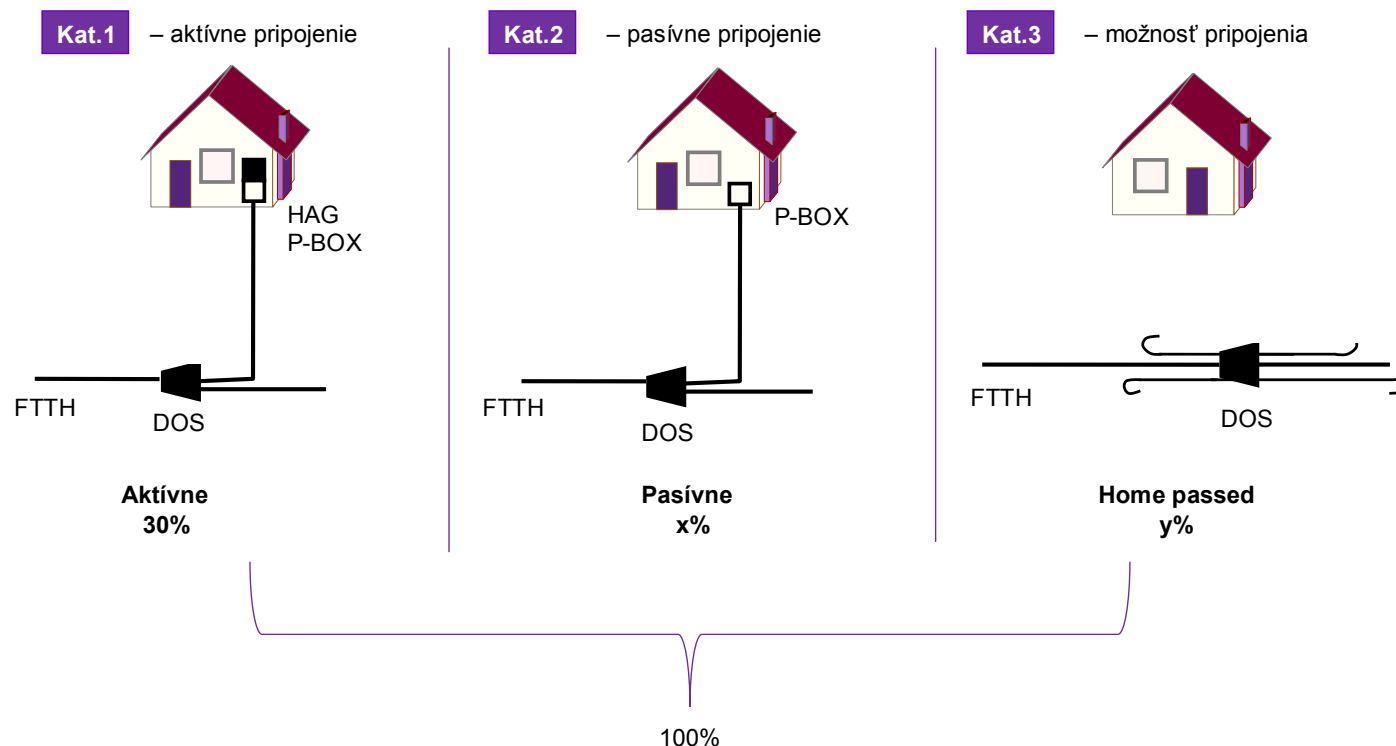 Kat.1 – aktívne pripojenie
Kat.2 – pasívne pripojenie
Kat.3 – možnosť pripojenia
HAG
P-BOX
P-BOX
FTTH
DOS
FTTH
DOS
FTTH
DOS
Aktívne
30%
Pasívne
x%
Home passed
y%
100%